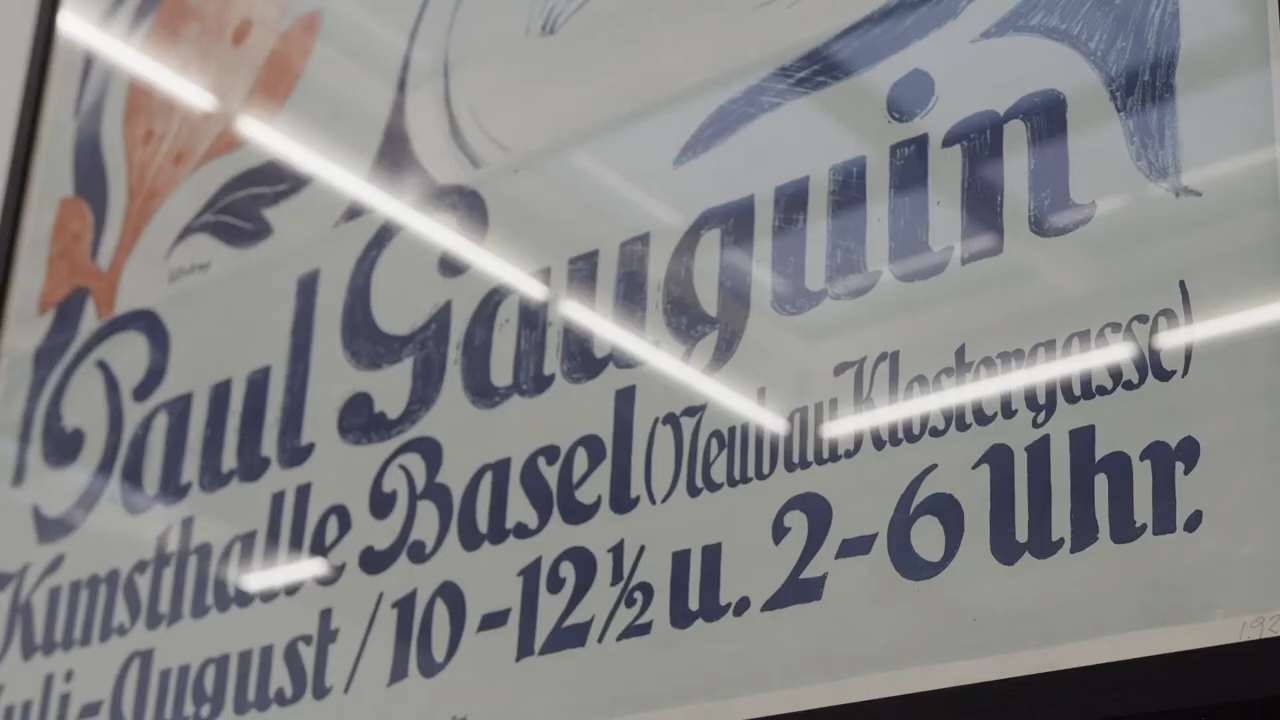 Paul Gauguin
Kunsthalle Basel (Neubau Klostergasse)
Juli-August / 10-12½ u. 2-6 Uhr.